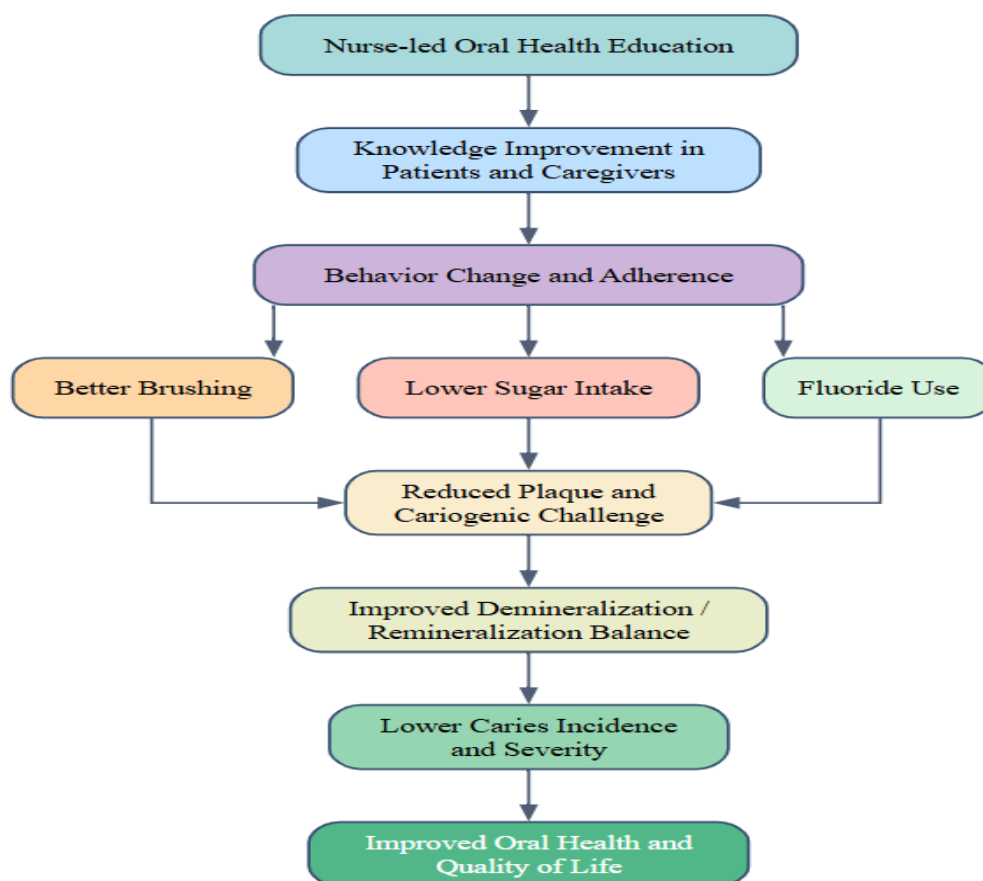 Nurse-led Oral Health Education
Knowledge Improvement in
Patients and Caregivers
Behavior Change and Adherence
Better Brushing
Lower Sugar Intake
Fluoride Use
Reduced Plaque and
Cariogenic Challenge
Improved Demineralization /
Remineralization Balance
Lower Caries Incidence
and Severity
Improved Oral Health and
Quality of Life